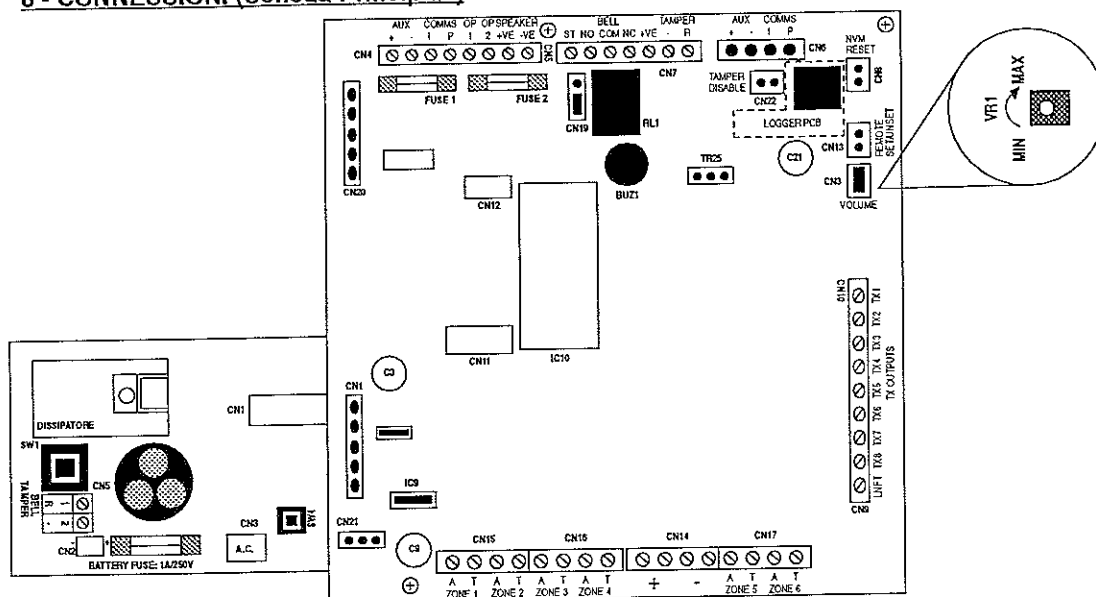 AUX COMMS OP OP SPEAKER
+ - 1 P 1 2 +VE -VE
CN4
CN5
BELL TAMPER
ST NO COM NC +VE - R
CN7
AUX COMMS
+ - 1 P
CN6
NVM RESET
CN8
FUSE 1
FUSE 2
CN19
RL1
TAMPER DISABLE
CN22
LOGGER PCB
CN13
REMOTE SET/UNSET
CN20
CN12
BUZ1
TR25
C21
CN3
VOLUME
VR1
MIN
MAX
CN10
TX1
TX2
TX3
TX4
TX5
TX6
TX7
TX8
LNFT
TX OUTPUTS
CN9
CN11
IC10
C3
CN1
CN1
DISSIPATORE
SW1
CN5
BELL TAMPER
R 1
- 2
CN2
- +
BATTERY FUSE: 1A/250V
CN3
A.C.
IC9
CN21
C9
CN15 CN16 CN14 CN17
A T A T A T A T + - A T A T
ZONE 1 ZONE 2 ZONE 3 ZONE 4 ZONE 5 ZONE 6